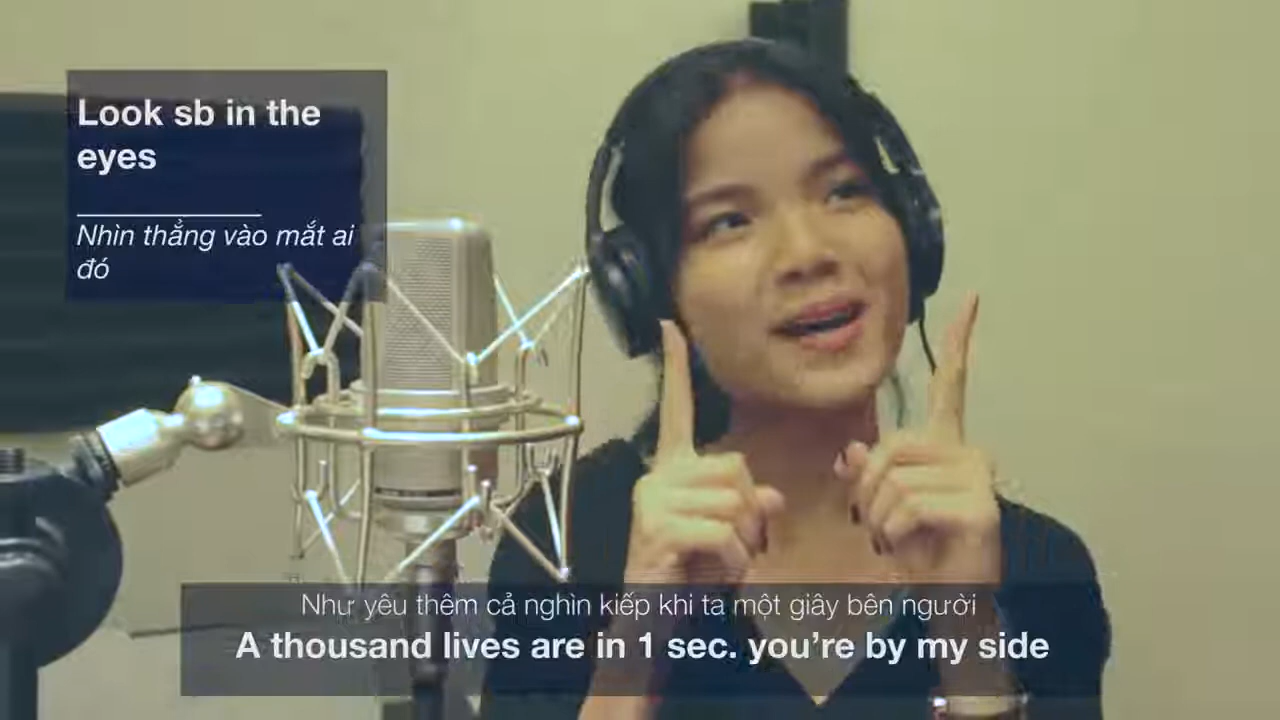 Look sb in the
eyes
Nhìn thẳng vào mắt ai
đó
Như yêu thêm cả nghìn kiếp khi ta một giây bên người
A thousand lives are in 1 sec. you're by my side